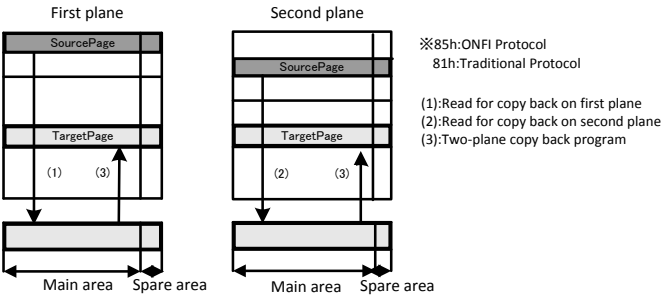 First plane
SourcePage
TargetPage
(1)
(3)
Main area
Spare area
Second plane
SourcePage
TargetPage
(2)
(3)
Main area
Spare area
※85h:ONFI Protocol
81h:Traditional Protocol
(1):Read for copy back on first plane
(2):Read for copy back on second plane
(3):Two-plane copy back program